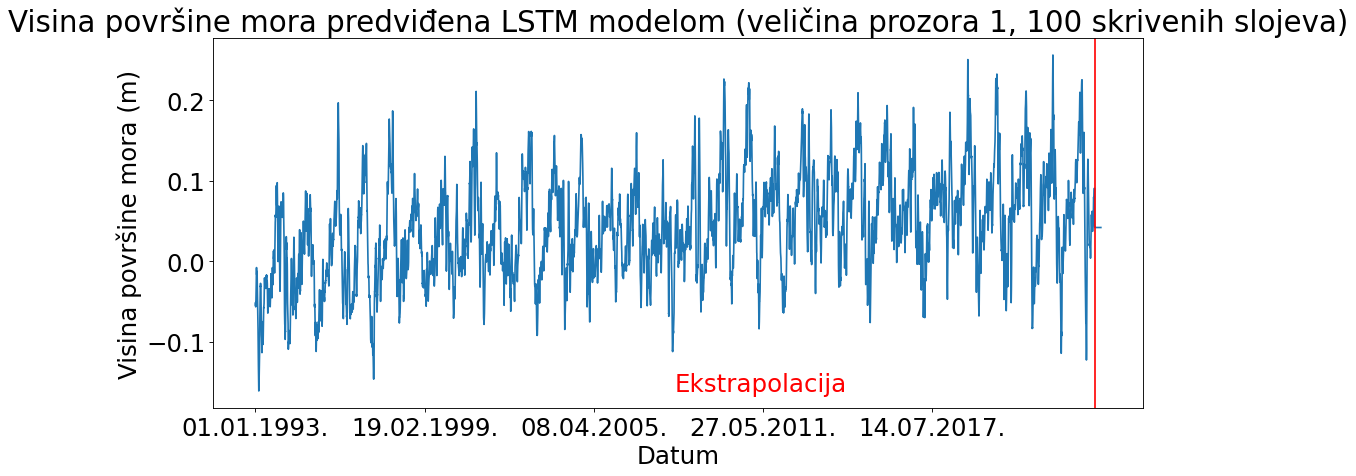 Visina površine mora predviđena LSTM modelom (veličina prozora 1, 100 skrivenih slojeva)
Visina površine mora (m)
0.2
0.1
0.0
−0.1
Ekstrapolacija
01.01.1993. 19.02.1999. 08.04.2005. 27.05.2011. 14.07.2017.
Datum